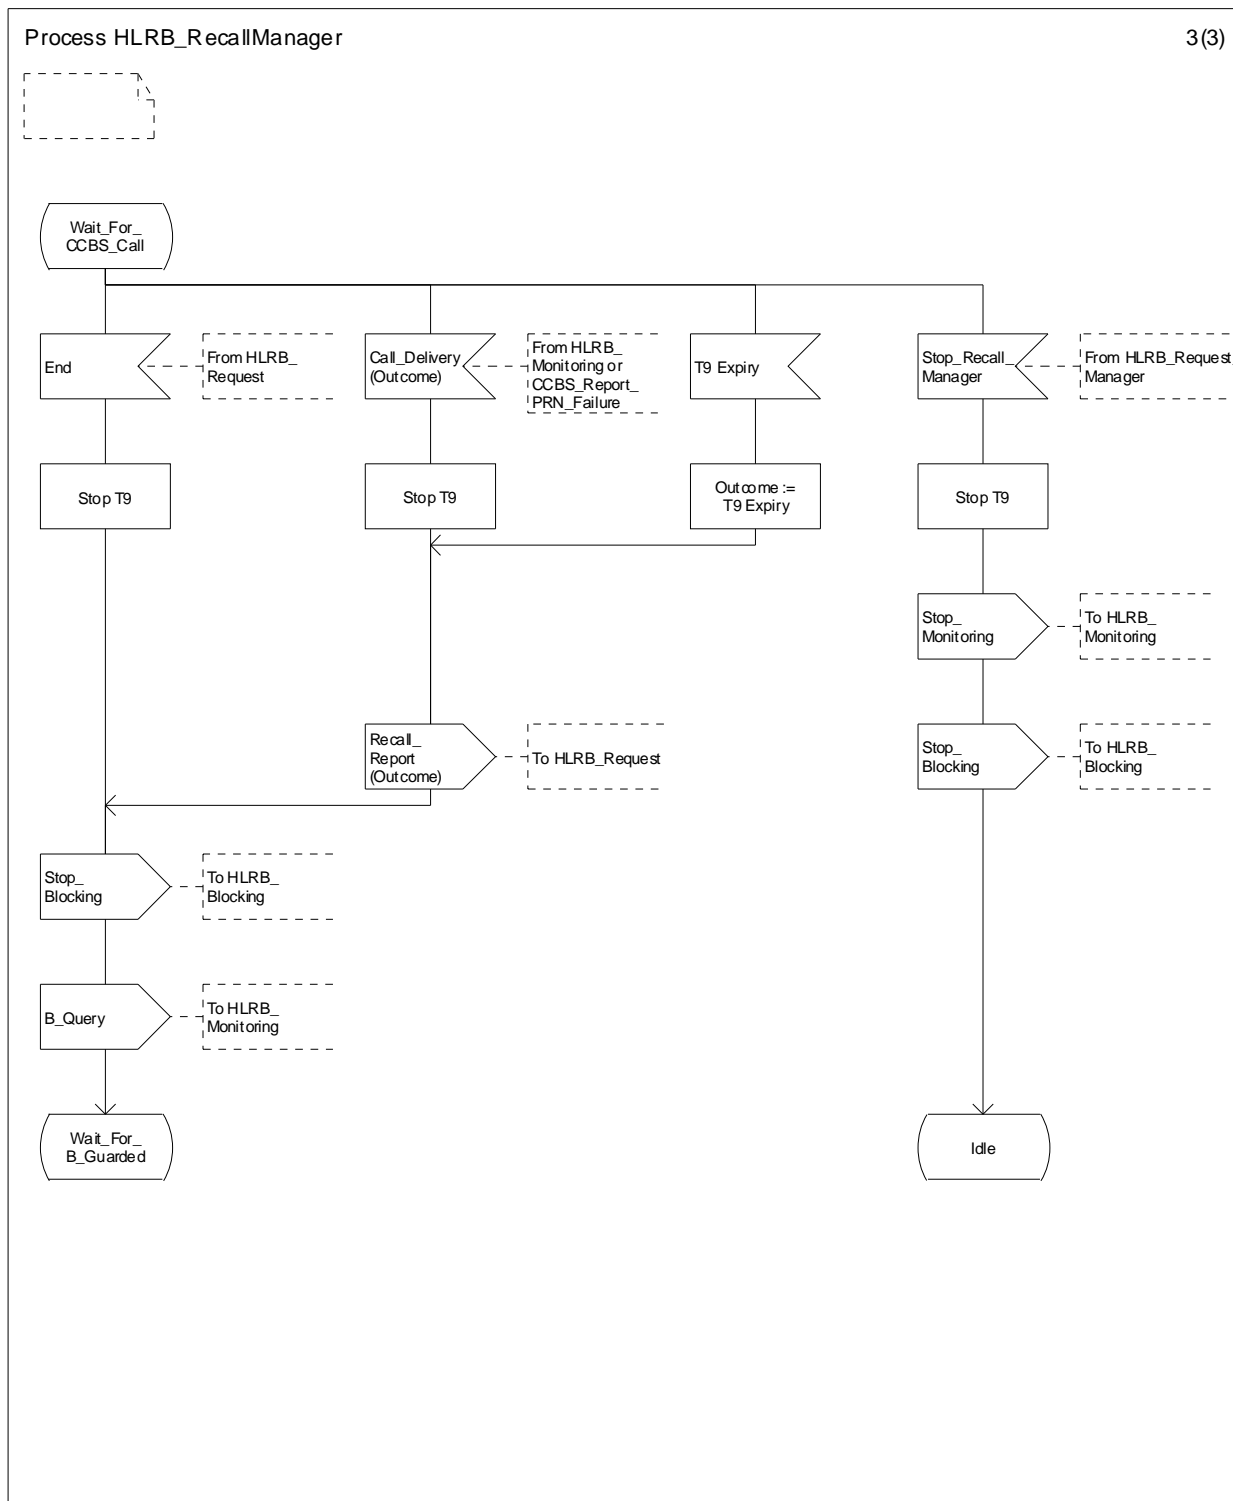 Process HLRB_RecallManager
3(3)
Wait_For_
CCBS_Call
End
From HLRB_
Request
Call_Delivery
(Outcome)
From HLRB_
Monitoring or
CCBS_Report_
PRN_Failure
T9 Expiry
Stop_Recall_
Manager
From HLRB_Request_
Manager
Stop T9
Stop T9
Outcome :=
T9 Expiry
Stop T9
Stop_
Monitoring
To HLRB_
Monitoring
Recall_
Report
(Outcome)
To HLRB_Request
Stop_
Blocking
To HLRB_
Blocking
Stop_
Blocking
To HLRB_
Blocking
B_Query
To HLRB_
Monitoring
Wait_For_
B_Guarded
Idle